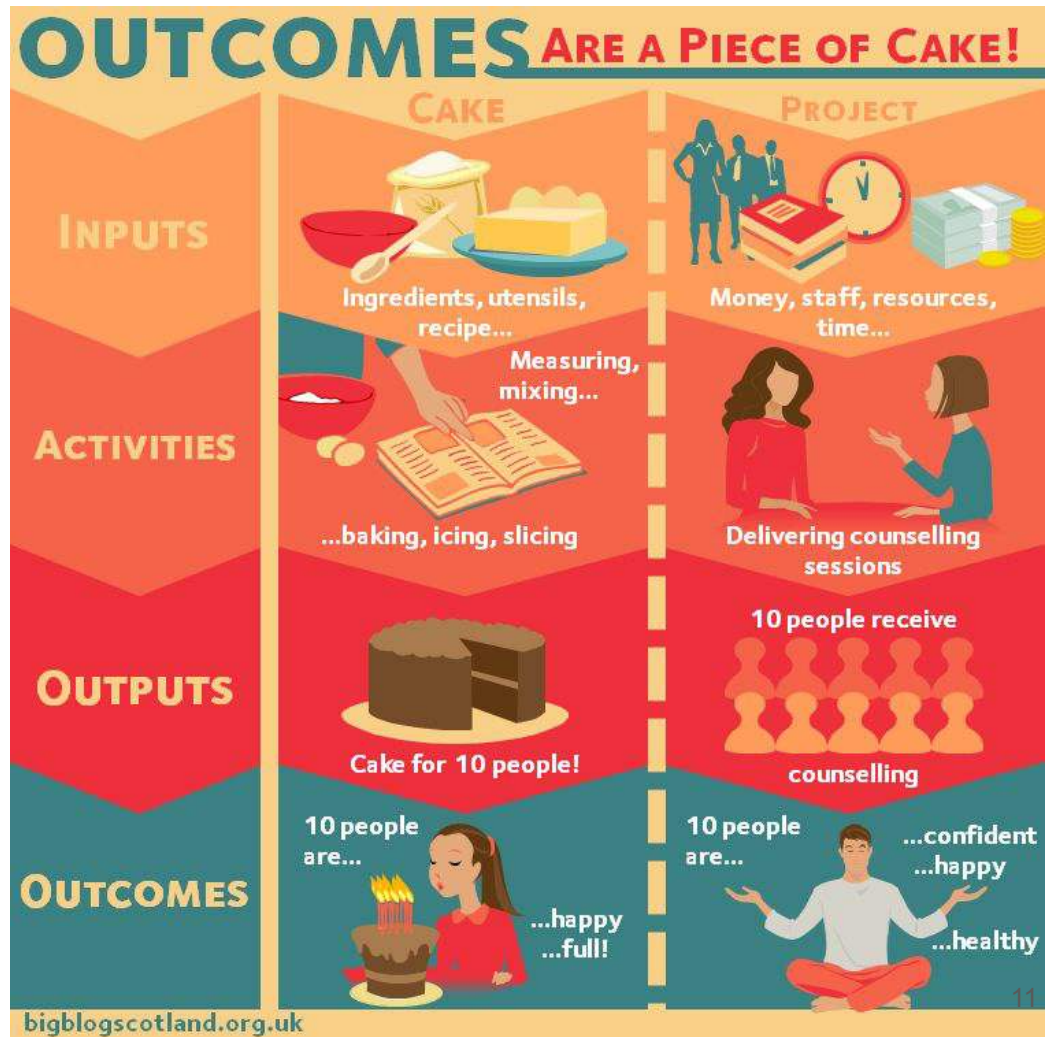 OUTCOMES ARE A PIECE OF CAKE!
CAKE
PROJECT
INPUTS
Ingredients, utensils,
recipe...
Money, staff, resources,
time...
ACTIVITIES
Measuring,
mixing...
...baking, icing, slicing
Delivering counselling
sessions
OUTPUTS
Cake for 10 people!
10 people receive
counselling
OUTCOMES
10 people
are...
...happy
...full!
10 people
are...
...confident
...happy
...healthy
11
bigblogscotland.org.uk